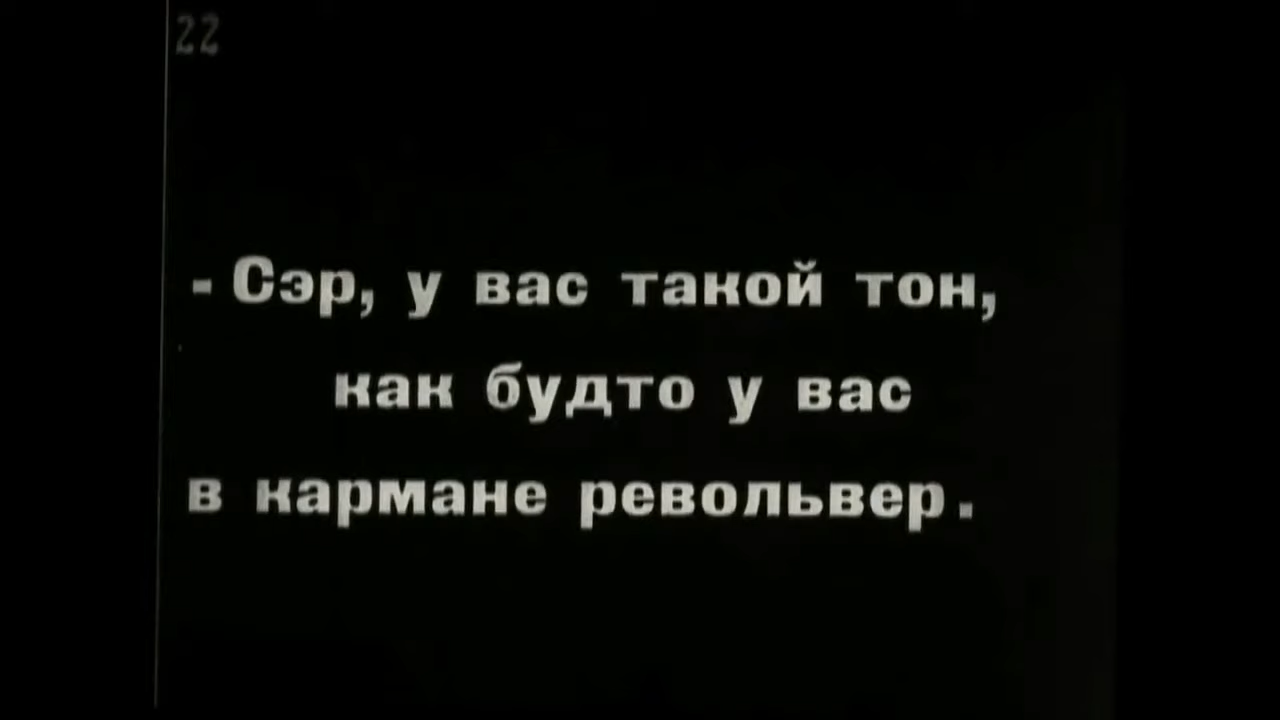 22
- Сэр, у вас такой тон,
как будто у вас
в кармане револьвер.